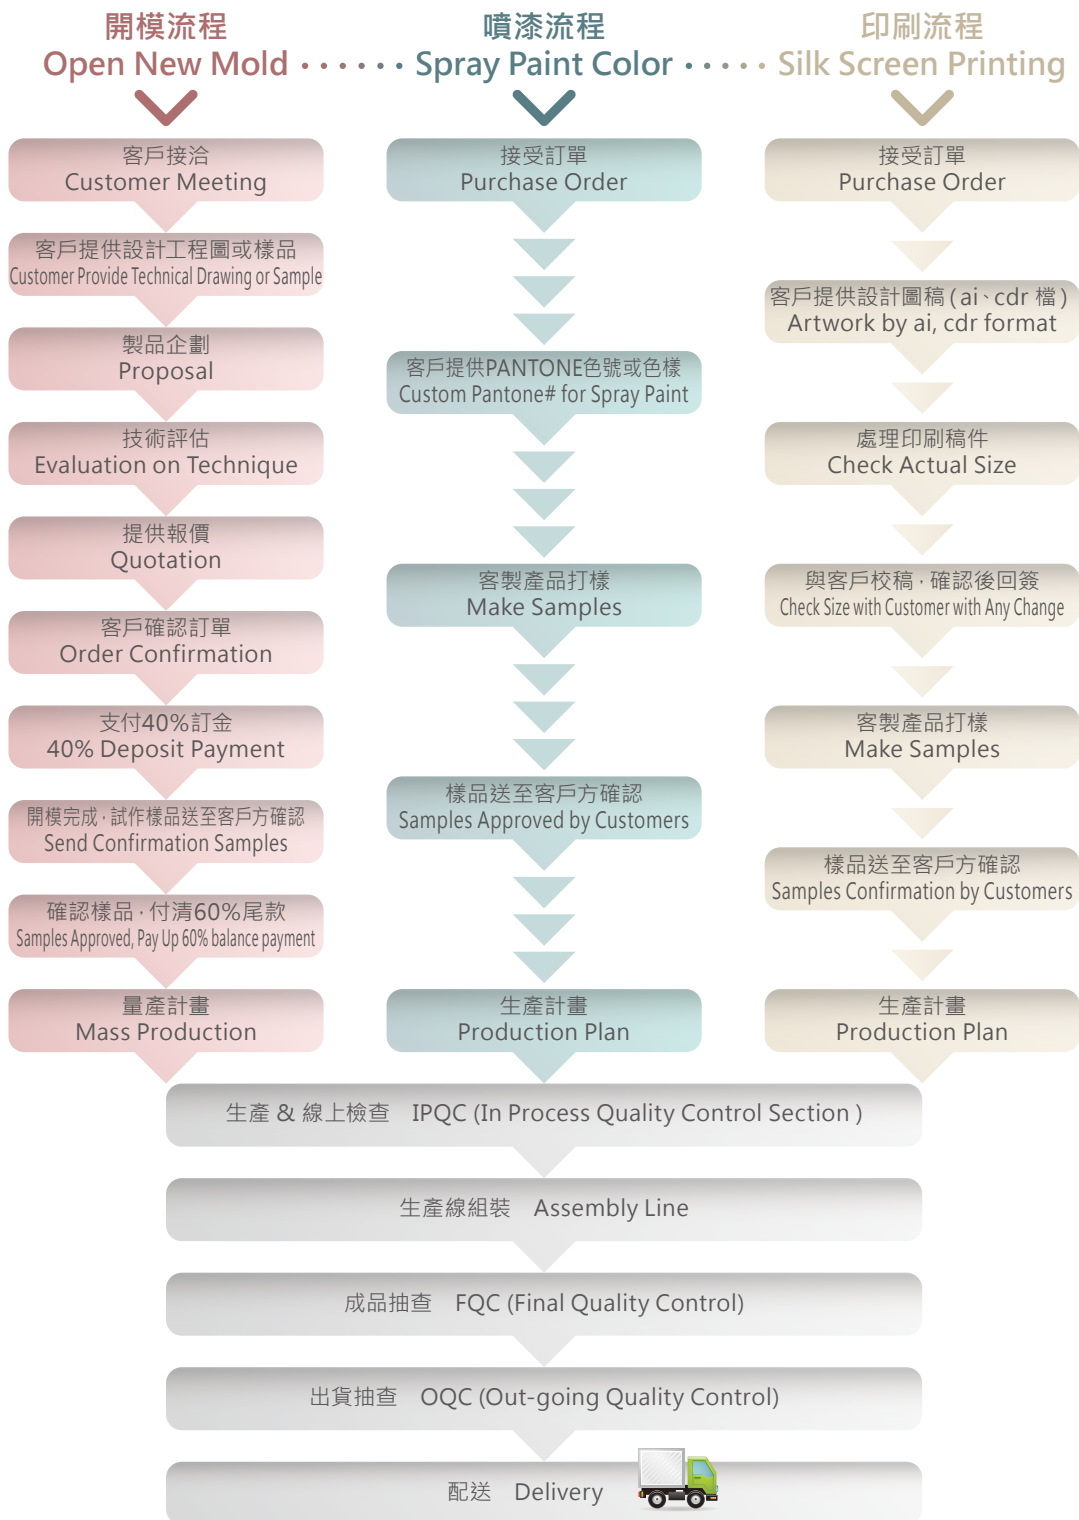 開模流程
Open New Mold
客戶接洽
Customer Meeting
客戶提供設計工程圖或樣品
Customer Provide Technical Drawing or Sample
製品企劃
Proposal
技術評估
Evaluation on Technique
提供報價
Quotation
客戶確認訂單
Order Confirmation
支付40%訂金
40% Deposit Payment
開模完成·試作樣品送至客戶方確認
Send Confirmation Samples
確認樣品·付清60%尾款
Samples Approved, Pay Up 60% balance payment
量產計畫
Mass Production
噴漆流程
Spray Paint Color
接受訂單
Purchase Order
客戶提供PANTONE色號或色樣
Custom Pantone# for Spray Paint
客製產品打樣
Make Samples
樣品送至客戶方確認
Samples Approved by Customers
生產計畫
Production Plan
印刷流程
Silk Screen Printing
接受訂單
Purchase Order
客戶提供設計圖稿(ai、cdr 檔)
Artwork by ai, cdr format
處理印刷稿件
Check Actual Size
與客戶校稿·確認後回簽
Check Size with Customer with Any Change
客製產品打樣
Make Samples
樣品送至客戶方確認
Samples Confirmation by Customers
生產計畫
Production Plan
生產 & 線上檢查 IPQC (In Process Quality Control Section )
生產線組裝 Assembly Line
成品抽查 FQC (Final Quality Control)
出貨抽查 OQC (Out-going Quality Control)
配送 Delivery